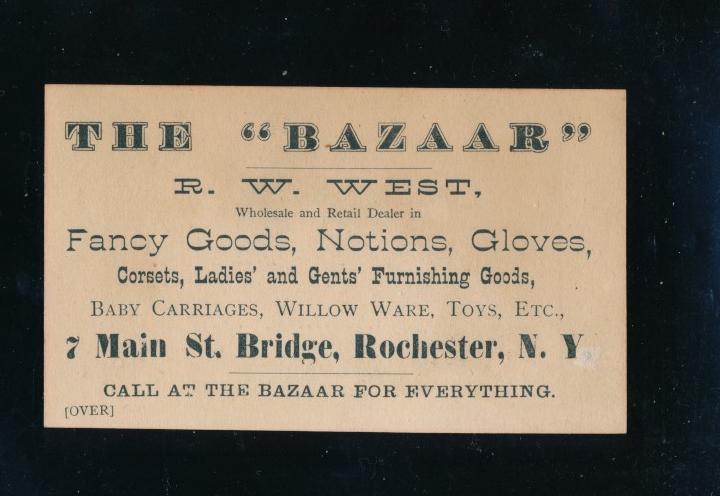 THE "BAZAAR"
R. W. WEST,
Wholesale and Retail Dealer in
Fancy Goods, Notions, Gloves,
Corsets, Ladies' and Gents' Furnishing Goods,
BABY CARRIAGES, WILLOW WARE, TOYS, ETC.,
7 Main St. Bridge, Rochester, N. Y
CALL AT THE BAZAAR FOR EVERYTHING.
[OVER]